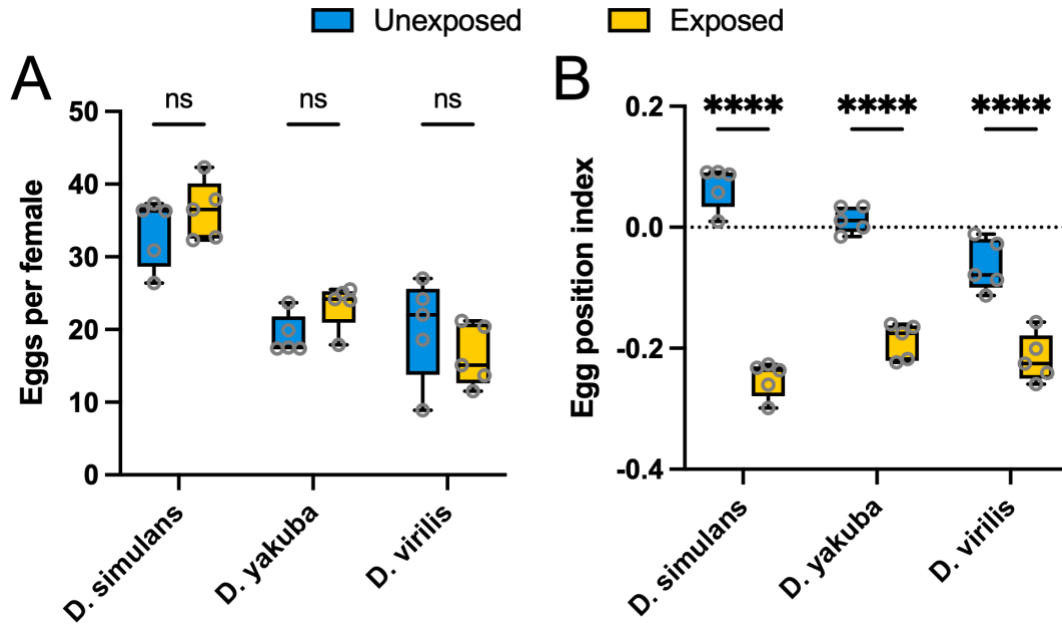 Unexposed Exposed
A
ns ns ns
Eggs per female
50
40
30
20
10
0
D. simulans
D. yakuba
D. virilis
B
**** **** ****
Egg position index
0.2
0.0
-0.2
-0.4
D. simulans
D. yakuba
D. virilis